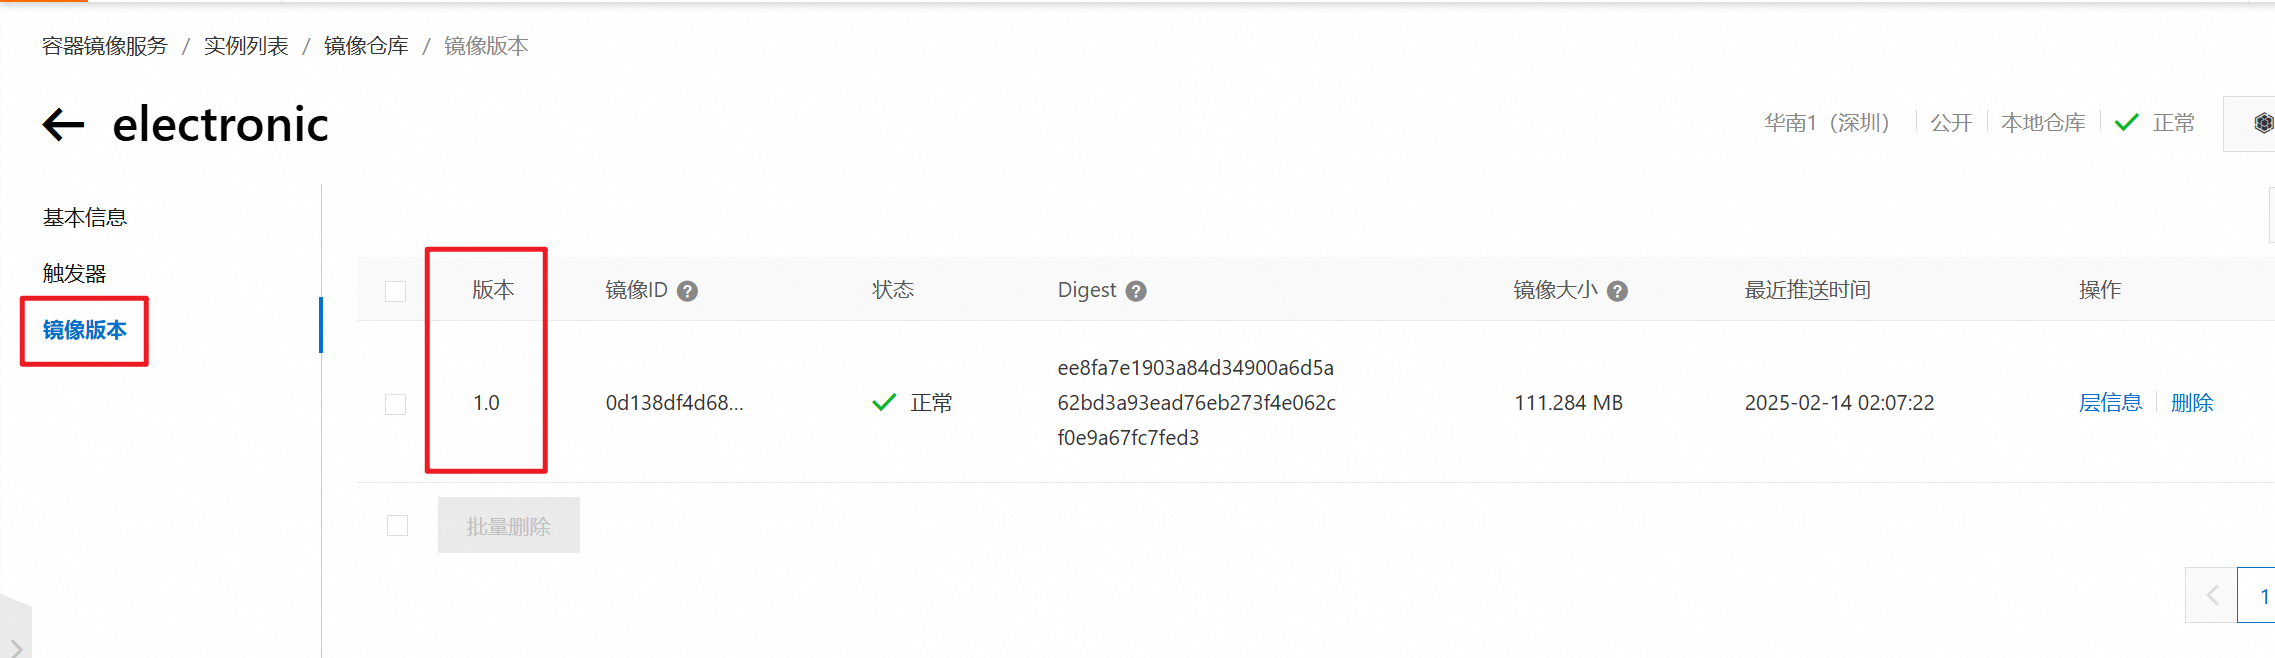 容器镜像服务 / 实例列表 / 镜像仓库 / 镜像版本
← electronic
华南1（深圳） 公开 本地仓库 正常
基本信息
触发器
镜像版本
版本 镜像ID ? 状态 Digest ? 镜像大小 ? 最近推送时间 操作
1.0 0d138df4d68... 正常 ee8fa7e1903a84d34900a6d5a
62bd3a93ead76eb273f4e062c
f0e9a67fc7fed3
111.284 MB 2025-02-14 02:07:22 层信息 删除
批量删除
1